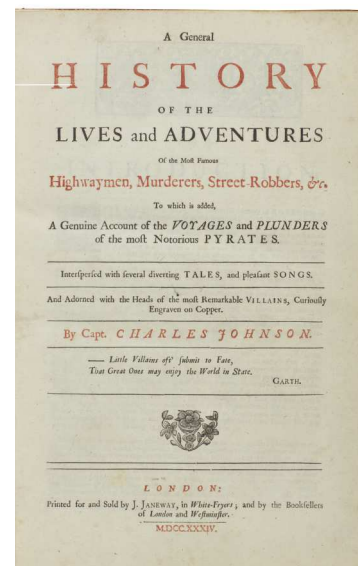 A General
HISTORY
OF THE
LIVES and ADVENTURES
Of the Most Famous
Highwaymen, Murderers, Street-Robbers, &c.
To which is added,
A Genuine Account of the VOYAGES and PLUNDERS
of the most Notorious PYRATES.
Interspersed with several diverting TALES, and pleasant SONGS.
And Adorned with the Heads of the most Remarkable VILLAINS, Curiously
Engraven on Copper.
By Capt. CHARLES JOHNSON.
—— Little Villains oft' submit to Fate,
That Great Ones may enjoy the World in State.
GARTH.
LONDON:
Printed for and Sold by J. JANEWAY, in White-Fryers; and by the Booksellers
of London and Westminster.
M.DCC.XXXIV.